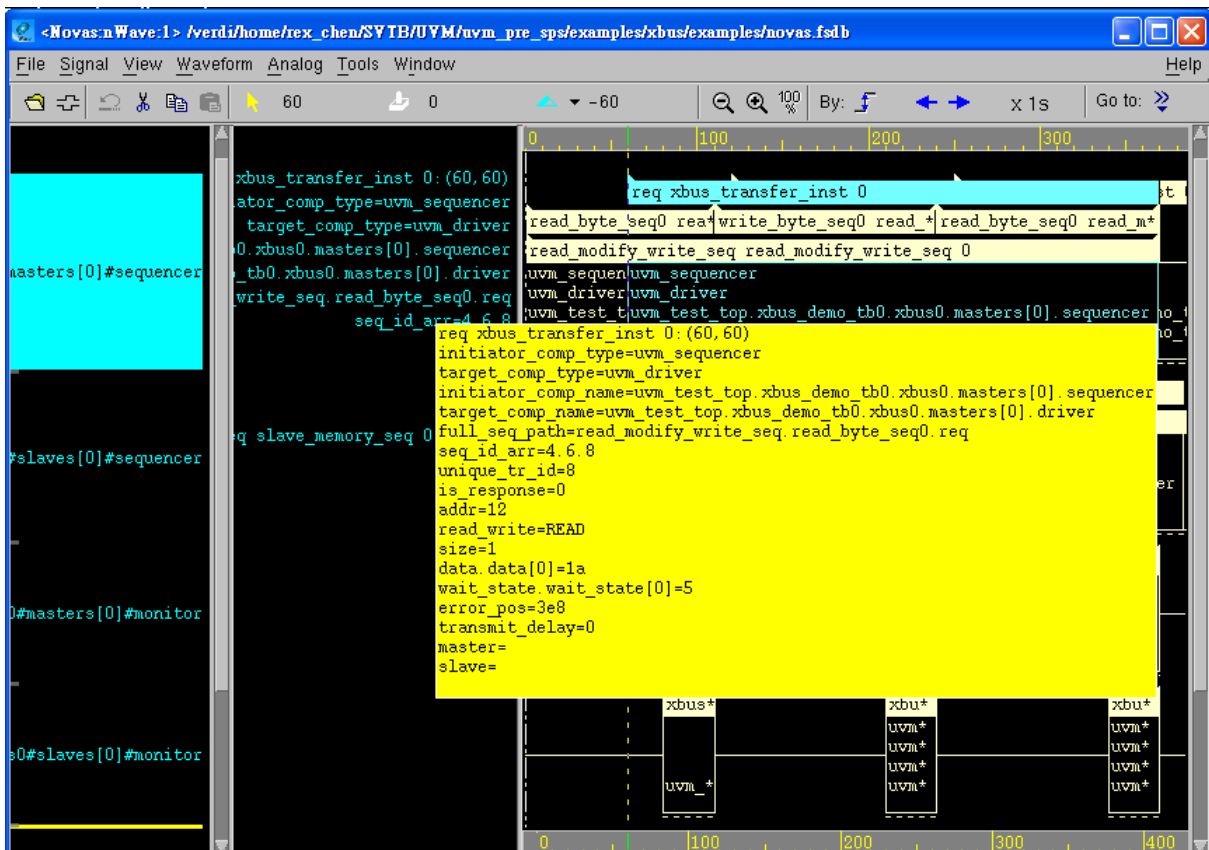 <Novas:nWave:1> /verdi/home/rex_chen/SVTB/UVM/uvm_pre_sps/examples/xbus/examples/novas.fsdb
File Signal View Waveform Analog Tools Window Help
60 0 -60 100% By: x 1s Go to:
0 100 200 300
xbus_transfer_inst 0:(60,60)
req xbus_transfer_inst 0
iator_comp_type=uvm_sequencer
target_comp_type=uvm_driver
read_byte_seq0 rea* write_byte_seq0 read_* read_byte_seq0 read_m*
0.xbus0.masters[0].sequencer
read_modify_write_seq read_modify_write_seq 0
masters[0]#sequencer
_tb0.xbus0.masters[0].driver
uvm_sequen uvm_sequencer
write_seq.read_byte_seq0.req
uvm_driver uvm_driver
seq_id_arr=4.6.8
uvm_test_t uvm_test_top.xbus_demo_tb0.xbus0.masters[0].sequencer
req xbus_transfer_inst 0:(60,60)
initiator_comp_type=uvm_sequencer
target_comp_type=uvm_driver
initiator_comp_name=uvm_test_top.xbus_demo_tb0.xbus0.masters[0].sequencer
target_comp_name=uvm_test_top.xbus_demo_tb0.xbus0.masters[0].driver
full_seq_path=read_modify_write_seq.read_byte_seq0.req
seq_id_arr=4.6.8
unique_tr_id=8
is_response=0
addr=12
read_write=READ
size=1
data.data[0]=1a
wait_state.wait_state[0]=5
error_pos=3e8
transmit_delay=0
master=
slave=
q slave_memory_seq 0
#slaves[0]#sequencer
er
0#masters[0]#monitor
s0#slaves[0]#monitor
xbus* xbu* xbu*
uvm* uvm*
uvm* uvm*
uvm* uvm*
uvm_* uvm* uvm*
0 100 200 300 400